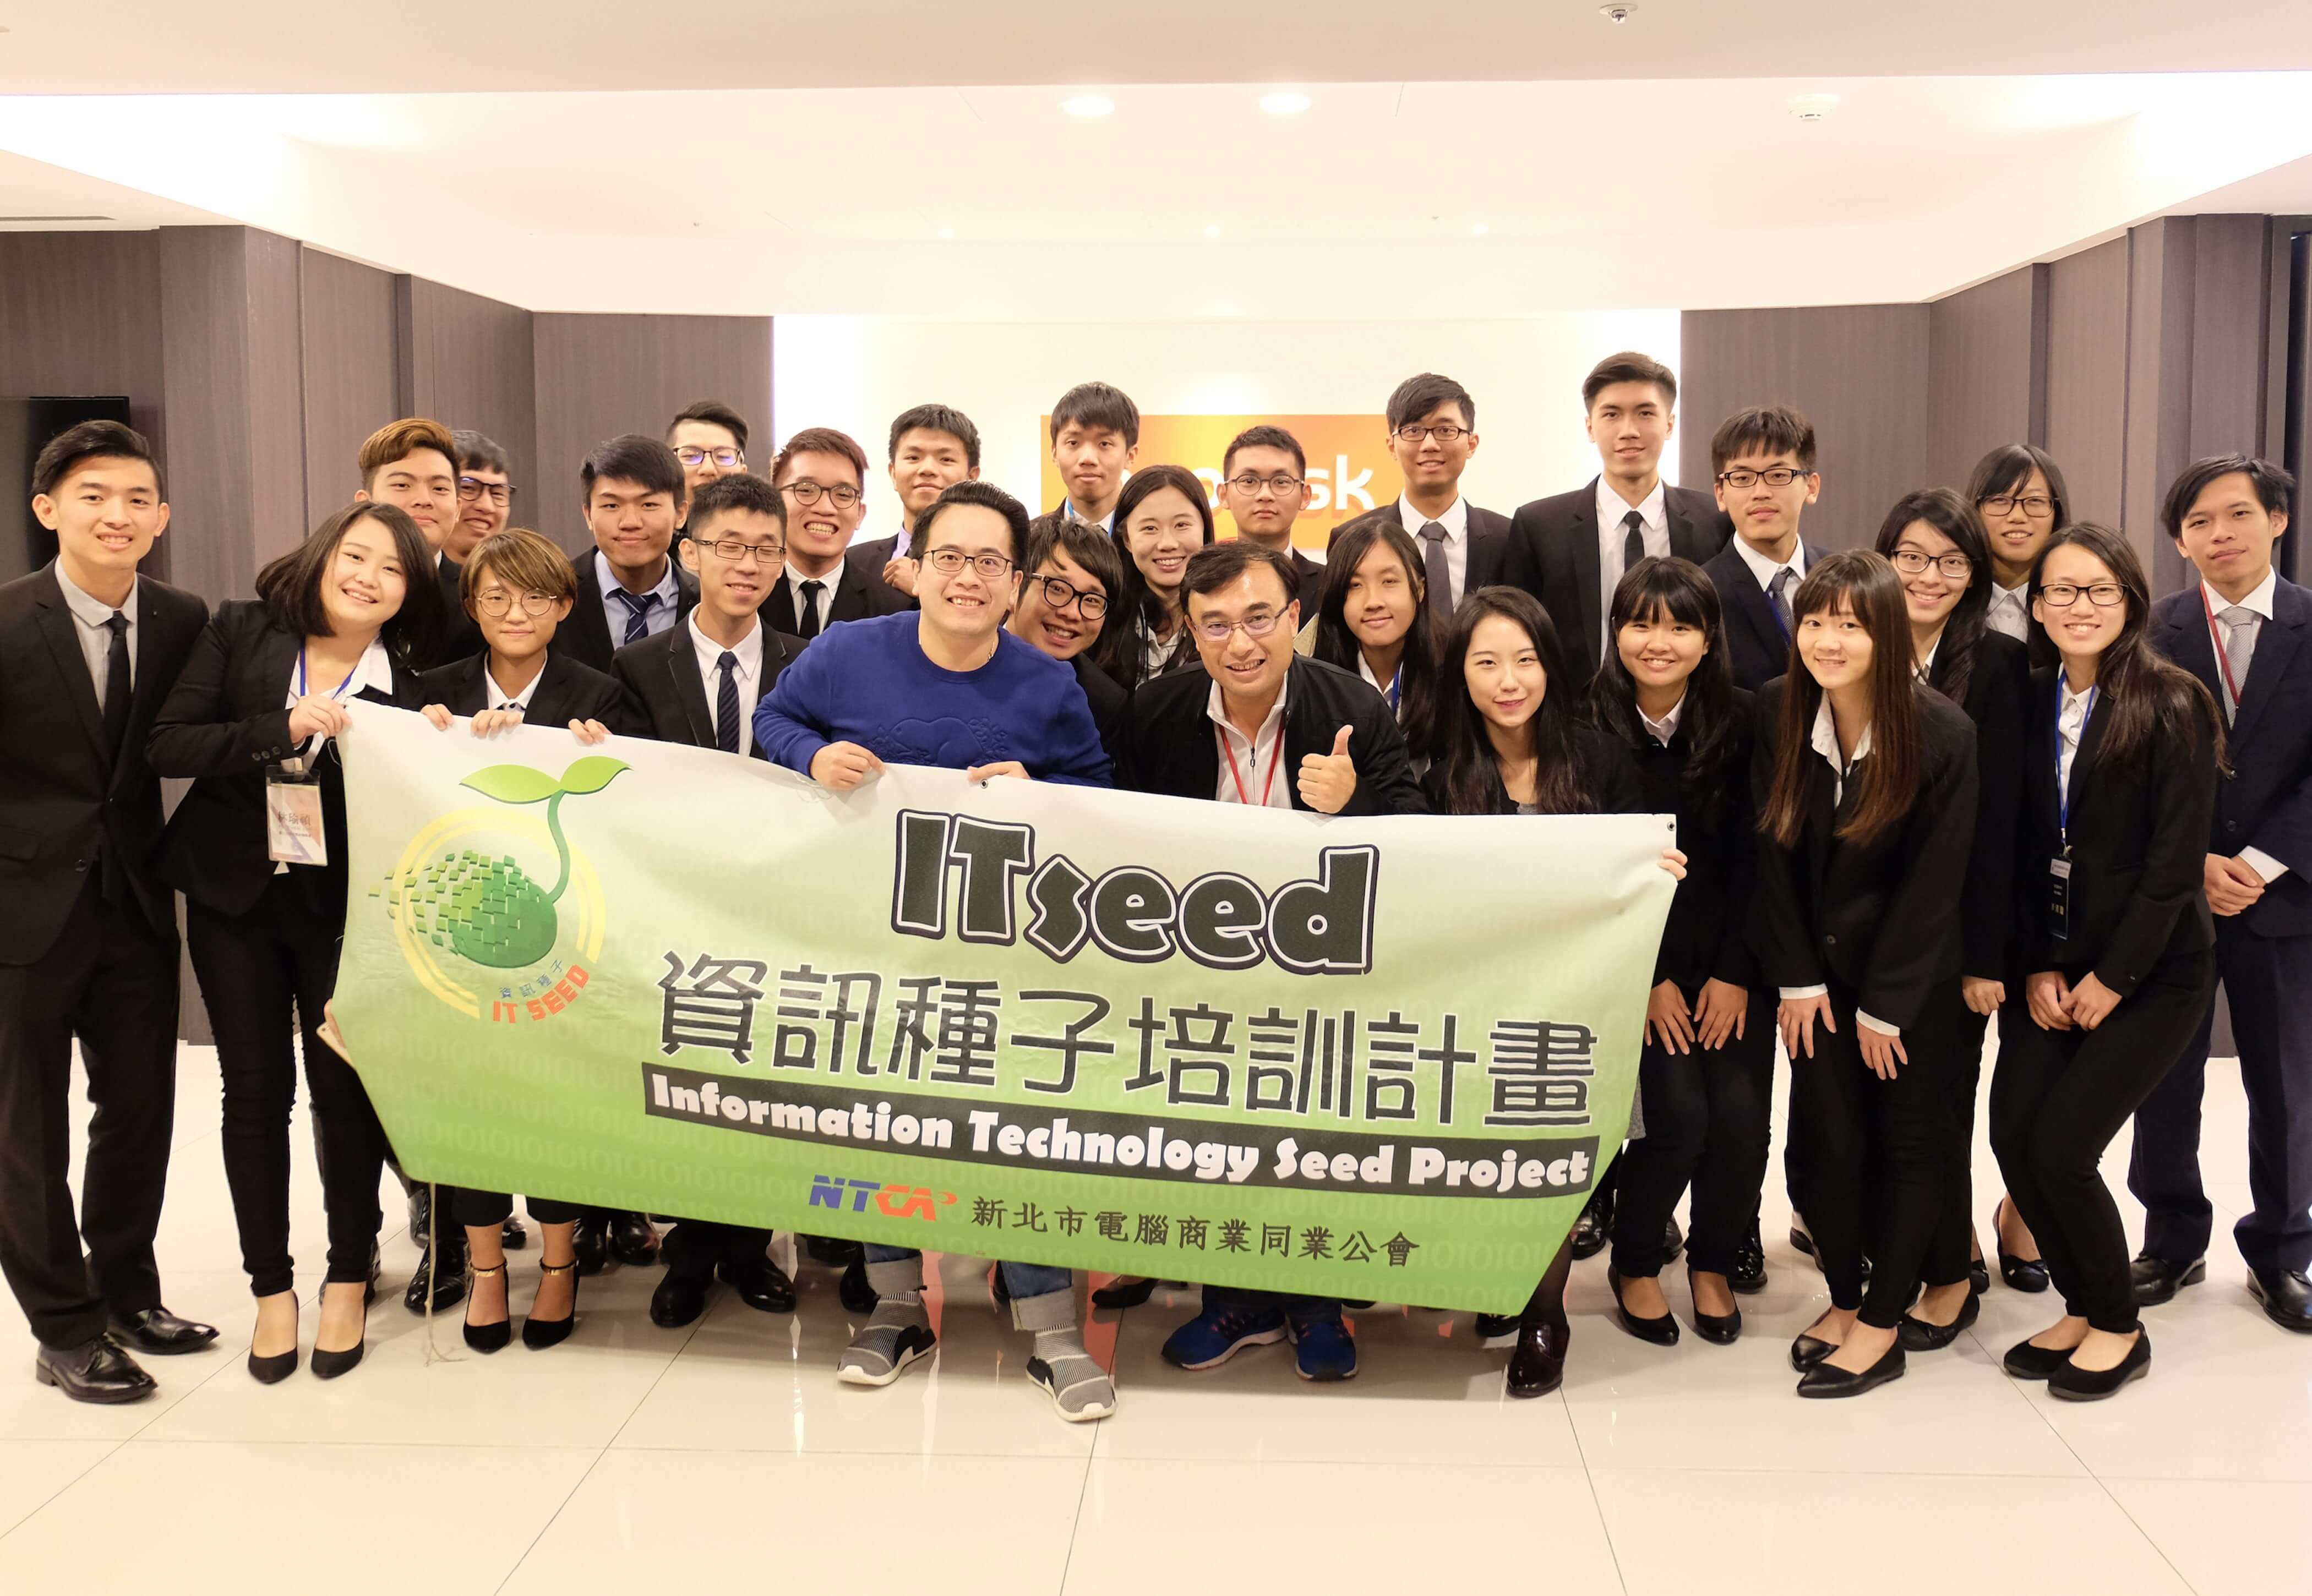 sk
ITseed
資訊種子
IT SEED
資訊種子培訓計畫
Information Technology Seed Project
NTCA 新北市電腦商業同業公會